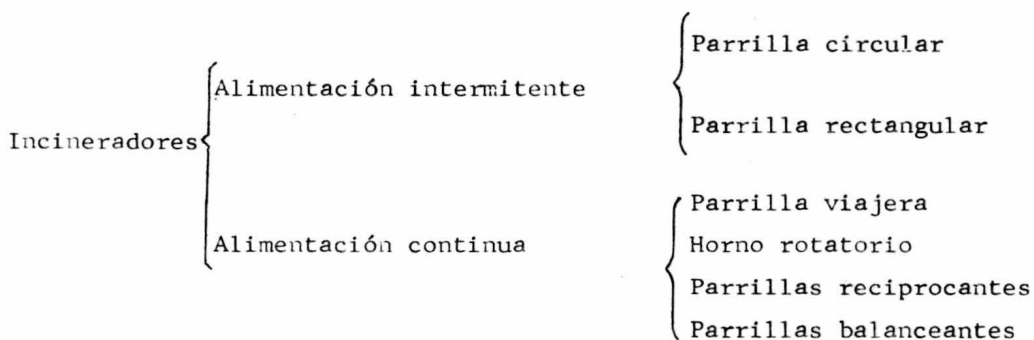 Incineradores
Alimentación intermitente
Parrilla circular
Parrilla rectangular
Alimentación continua
Parrilla viajera
Horno rotatorio
Parrillas reciprocantes
Parrillas balanceantes